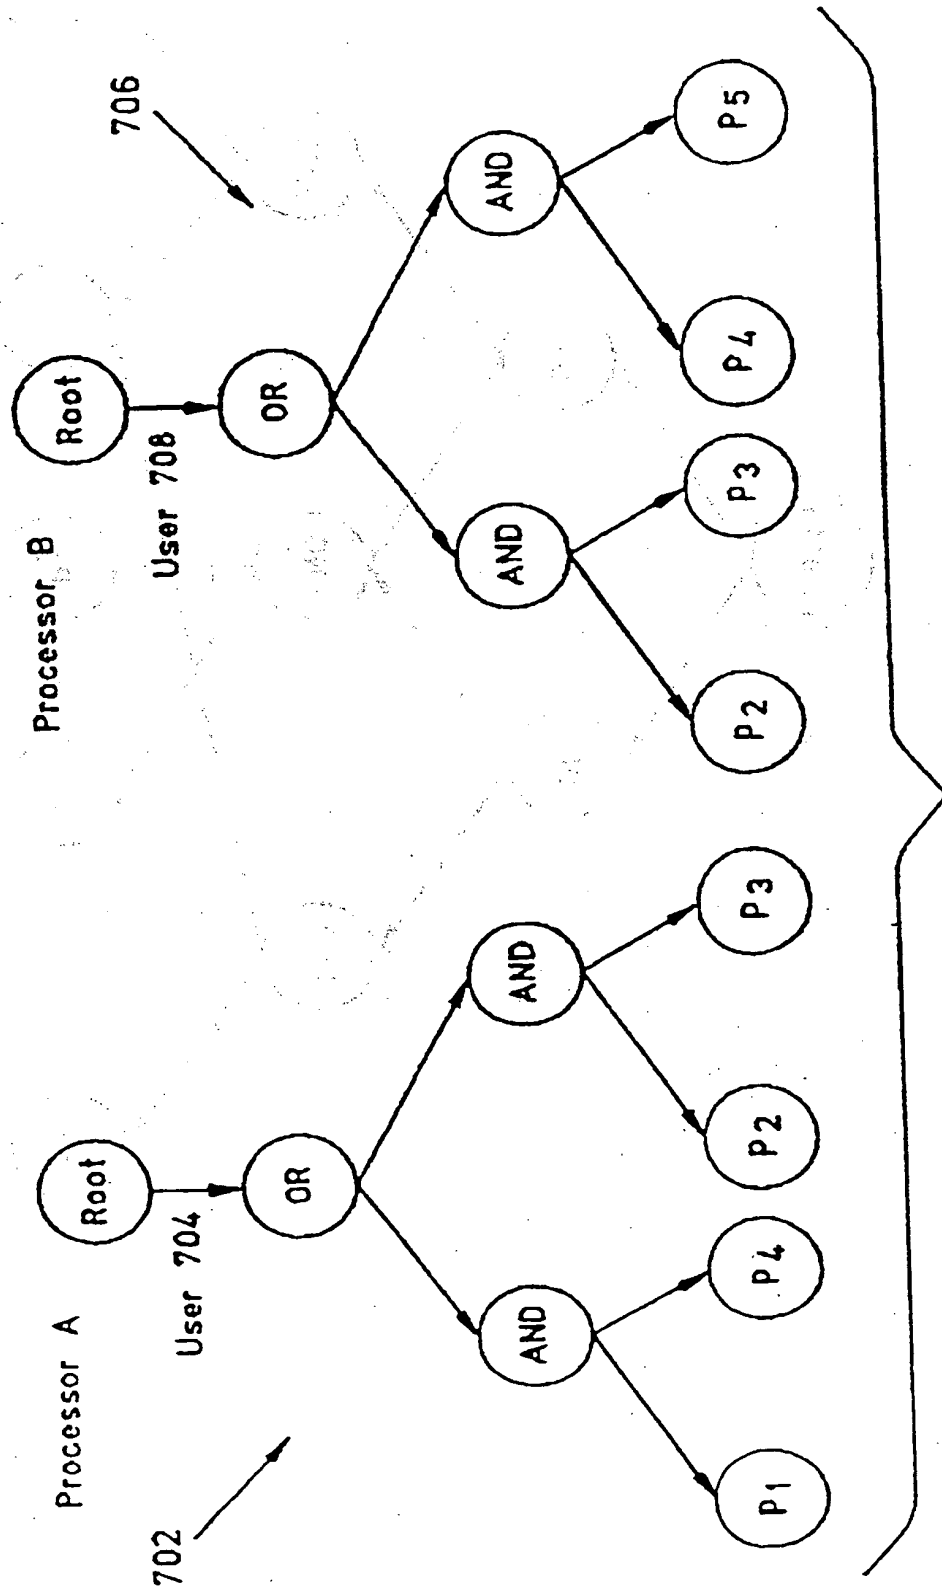 Processor A
702
Root
User 704
OR
AND
AND
P1
P4
P2
P3
Processor B
706
Root
User 708
OR
AND
AND
P2
P3
P4
P5